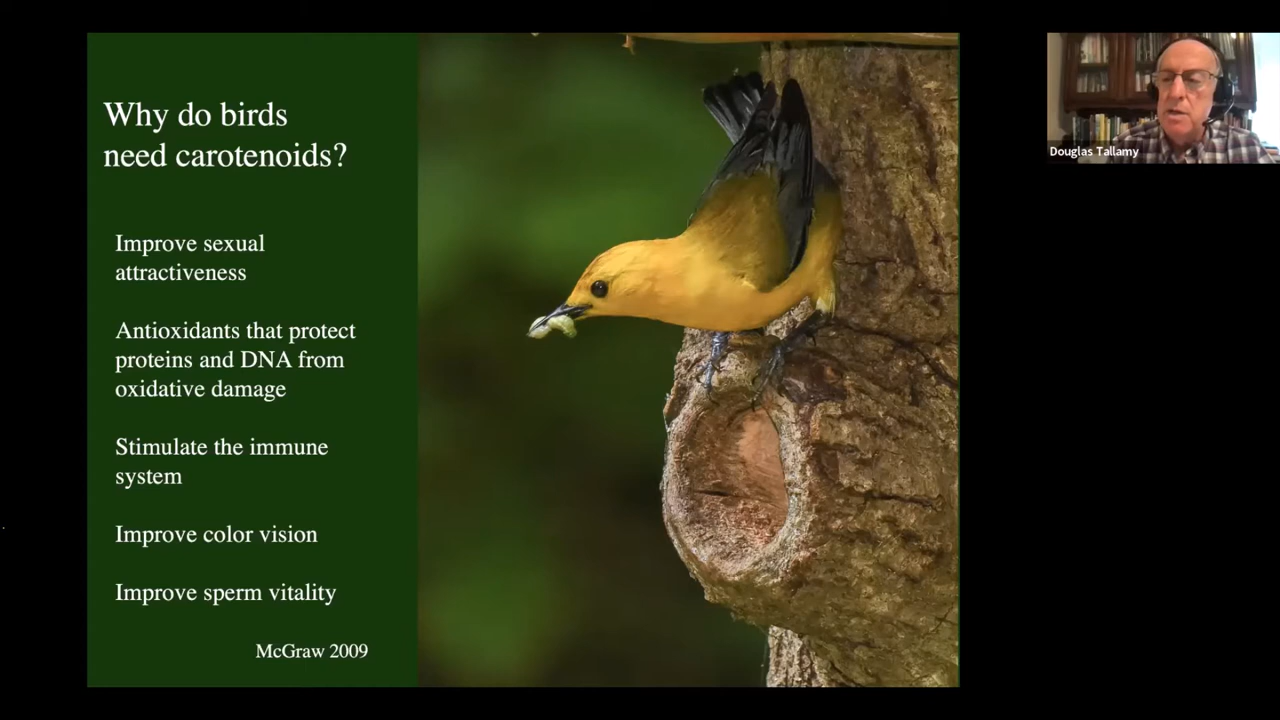 Why do birds
need carotenoids?
Improve sexual
attractiveness
Antioxidants that protect
proteins and DNA from
oxidative damage
Stimulate the immune
system
Improve color vision
Improve sperm vitality
McGraw 2009
Douglas Tallamy